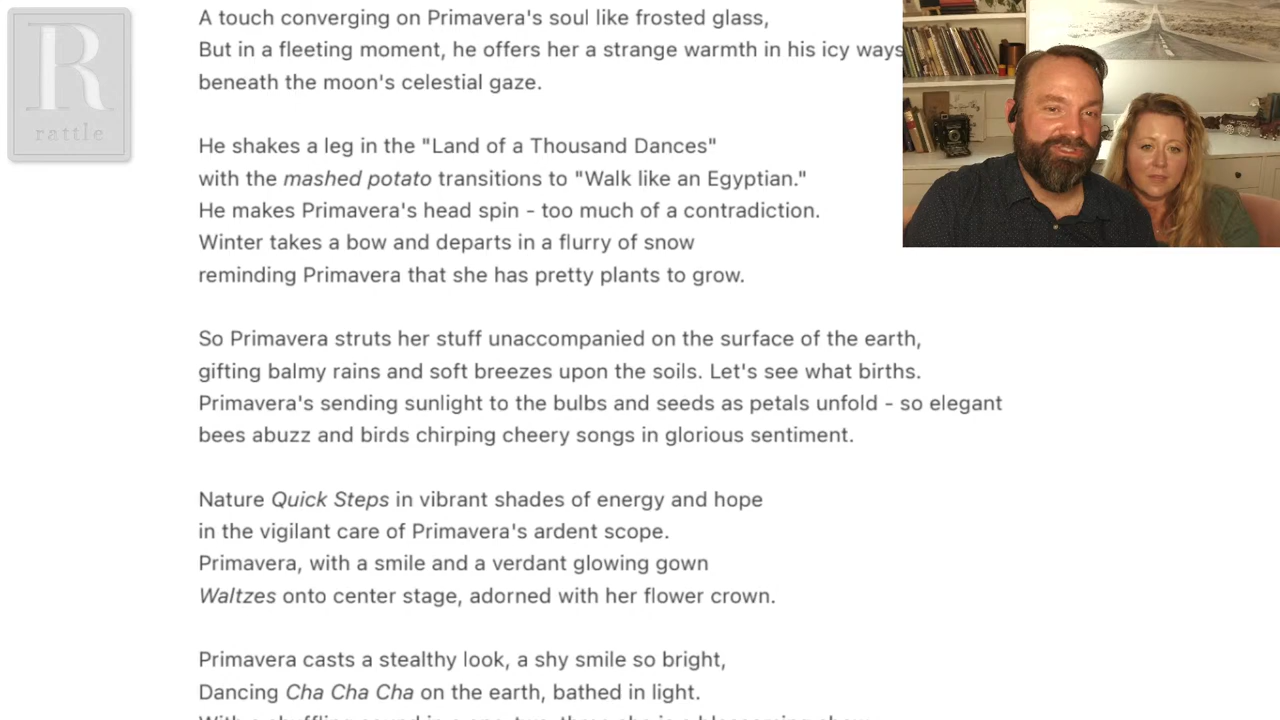 R
rattle
A touch converging on Primavera's soul like frosted glass,
But in a fleeting moment, he offers her a strange warmth in his icy ways
beneath the moon's celestial gaze.
He shakes a leg in the "Land of a Thousand Dances"
with the mashed potato transitions to "Walk like an Egyptian."
He makes Primavera's head spin - too much of a contradiction.
Winter takes a bow and departs in a flurry of snow
reminding Primavera that she has pretty plants to grow.
So Primavera struts her stuff unaccompanied on the surface of the earth,
gifting balmy rains and soft breezes upon the soils. Let's see what births.
Primavera's sending sunlight to the bulbs and seeds as petals unfold - so elegant
bees abuzz and birds chirping cheery songs in glorious sentiment.
Nature Quick Steps in vibrant shades of energy and hope
in the vigilant care of Primavera's ardent scope.
Primavera, with a smile and a verdant glowing gown
Waltzes onto center stage, adorned with her flower crown.
Primavera casts a stealthy look, a shy smile so bright,
Dancing Cha Cha Cha on the earth, bathed in light.